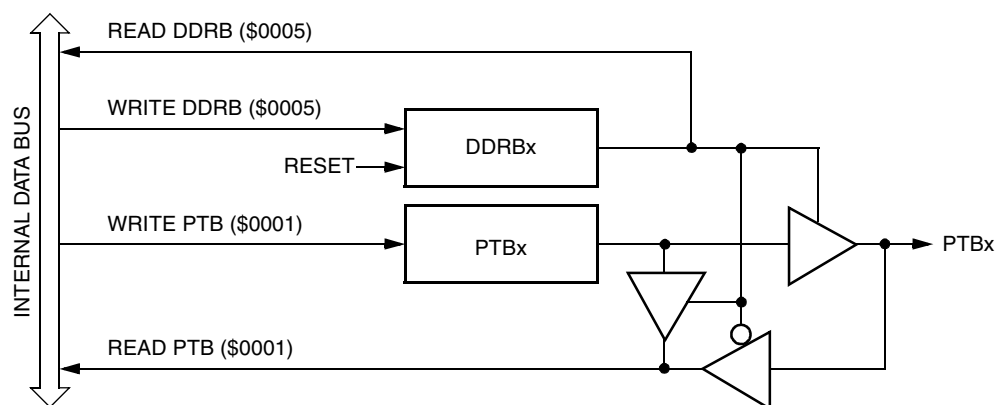 READ DDRB ($0005)
WRITE DDRB ($0005)
DDRBx
RESET
WRITE PTB ($0001)
PTBx
PTBx
READ PTB ($0001)
INTERNAL DATA BUS